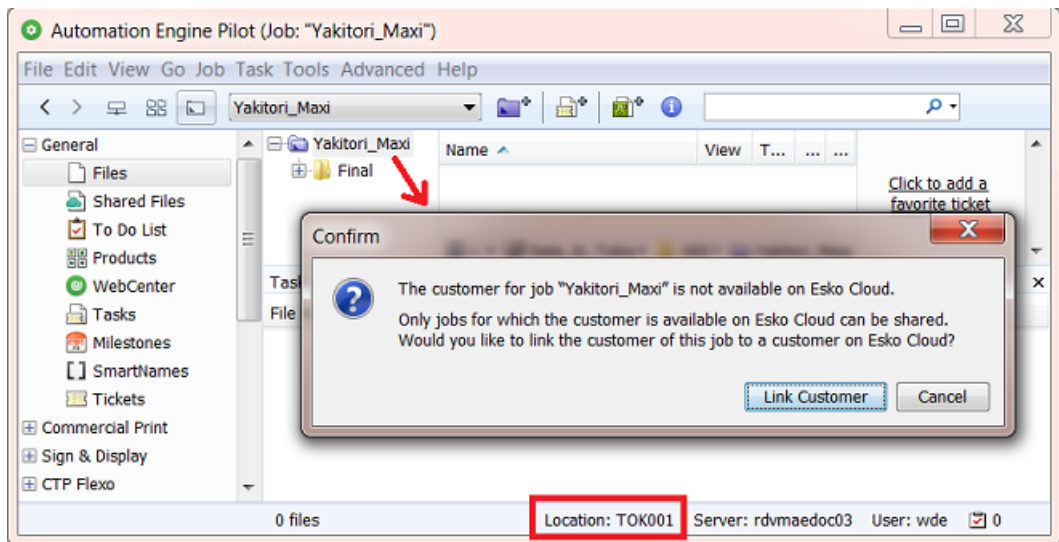 Automation Engine Pilot (Job: "Yakitori_Maxi")
File Edit View Go Job Task Tools Advanced Help
Yakitori_Maxi
General
Files
Shared Files
To Do List
Products
WebCenter
Tasks
Milestones
SmartNames
Tickets
Commercial Print
Sign & Display
CTP Flexo
Yakitori_Maxi
Final
Name View T... ... ...
Click to add a
favorite ticket
File
Confirm
The customer for job "Yakitori_Maxi" is not available on Esko Cloud.
Only jobs for which the customer is available on Esko Cloud can be shared.
Would you like to link the customer of this job to a customer on Esko Cloud?
Link Customer Cancel
0 files Location: TOK001 Server: rdvmaedoc03 User: wde 0